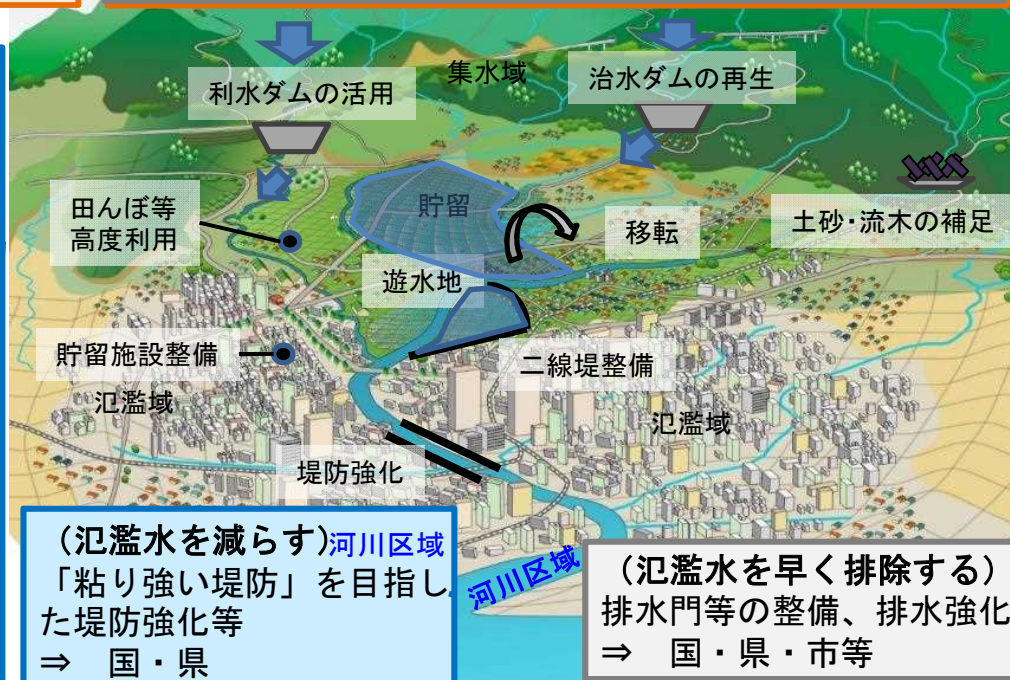 集水域
利水ダムの活用
治水ダムの再生
田んぼ等
高度利用
貯留
移転
土砂・流木の補足
遊水地
貯留施設整備
二線堤整備
氾濫域
氾濫域
堤防強化
(氾濫水を減らす)河川区域
「粘り強い堤防」を目指し
た堤防強化等
⇒ 国・県
河川区域
(氾濫水を早く排除する)
排水門等の整備、排水強化
⇒ 国・県・市等